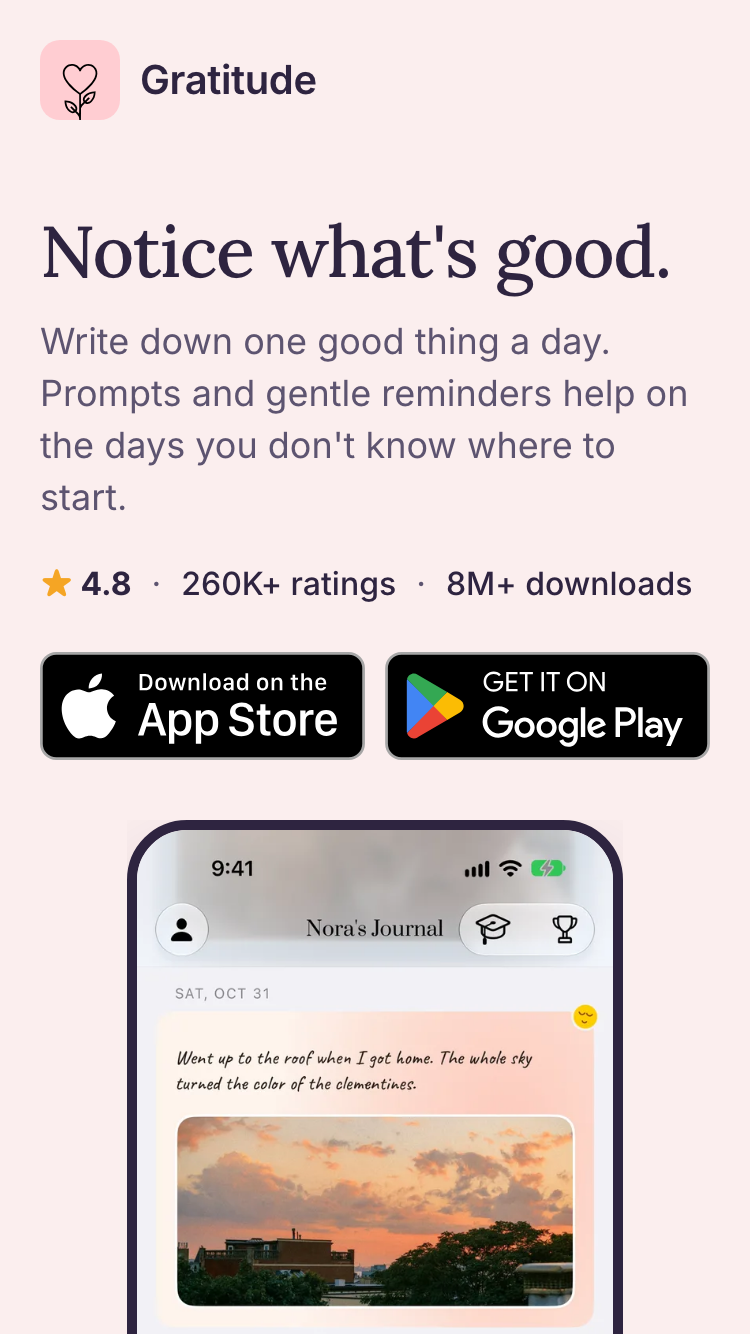 Gratitude
Notice what's good.
Write down one good thing a day.
Prompts and gentle reminders help on
the days you don't know where to
start.
4.8 · 260K+ ratings · 8M+ downloads
Download on the
App Store
GET IT ON
Google Play
9:41
Nora's Journal
SAT, OCT 31
Went up to the roof when I got home. The whole sky
turned the color of the clementines.